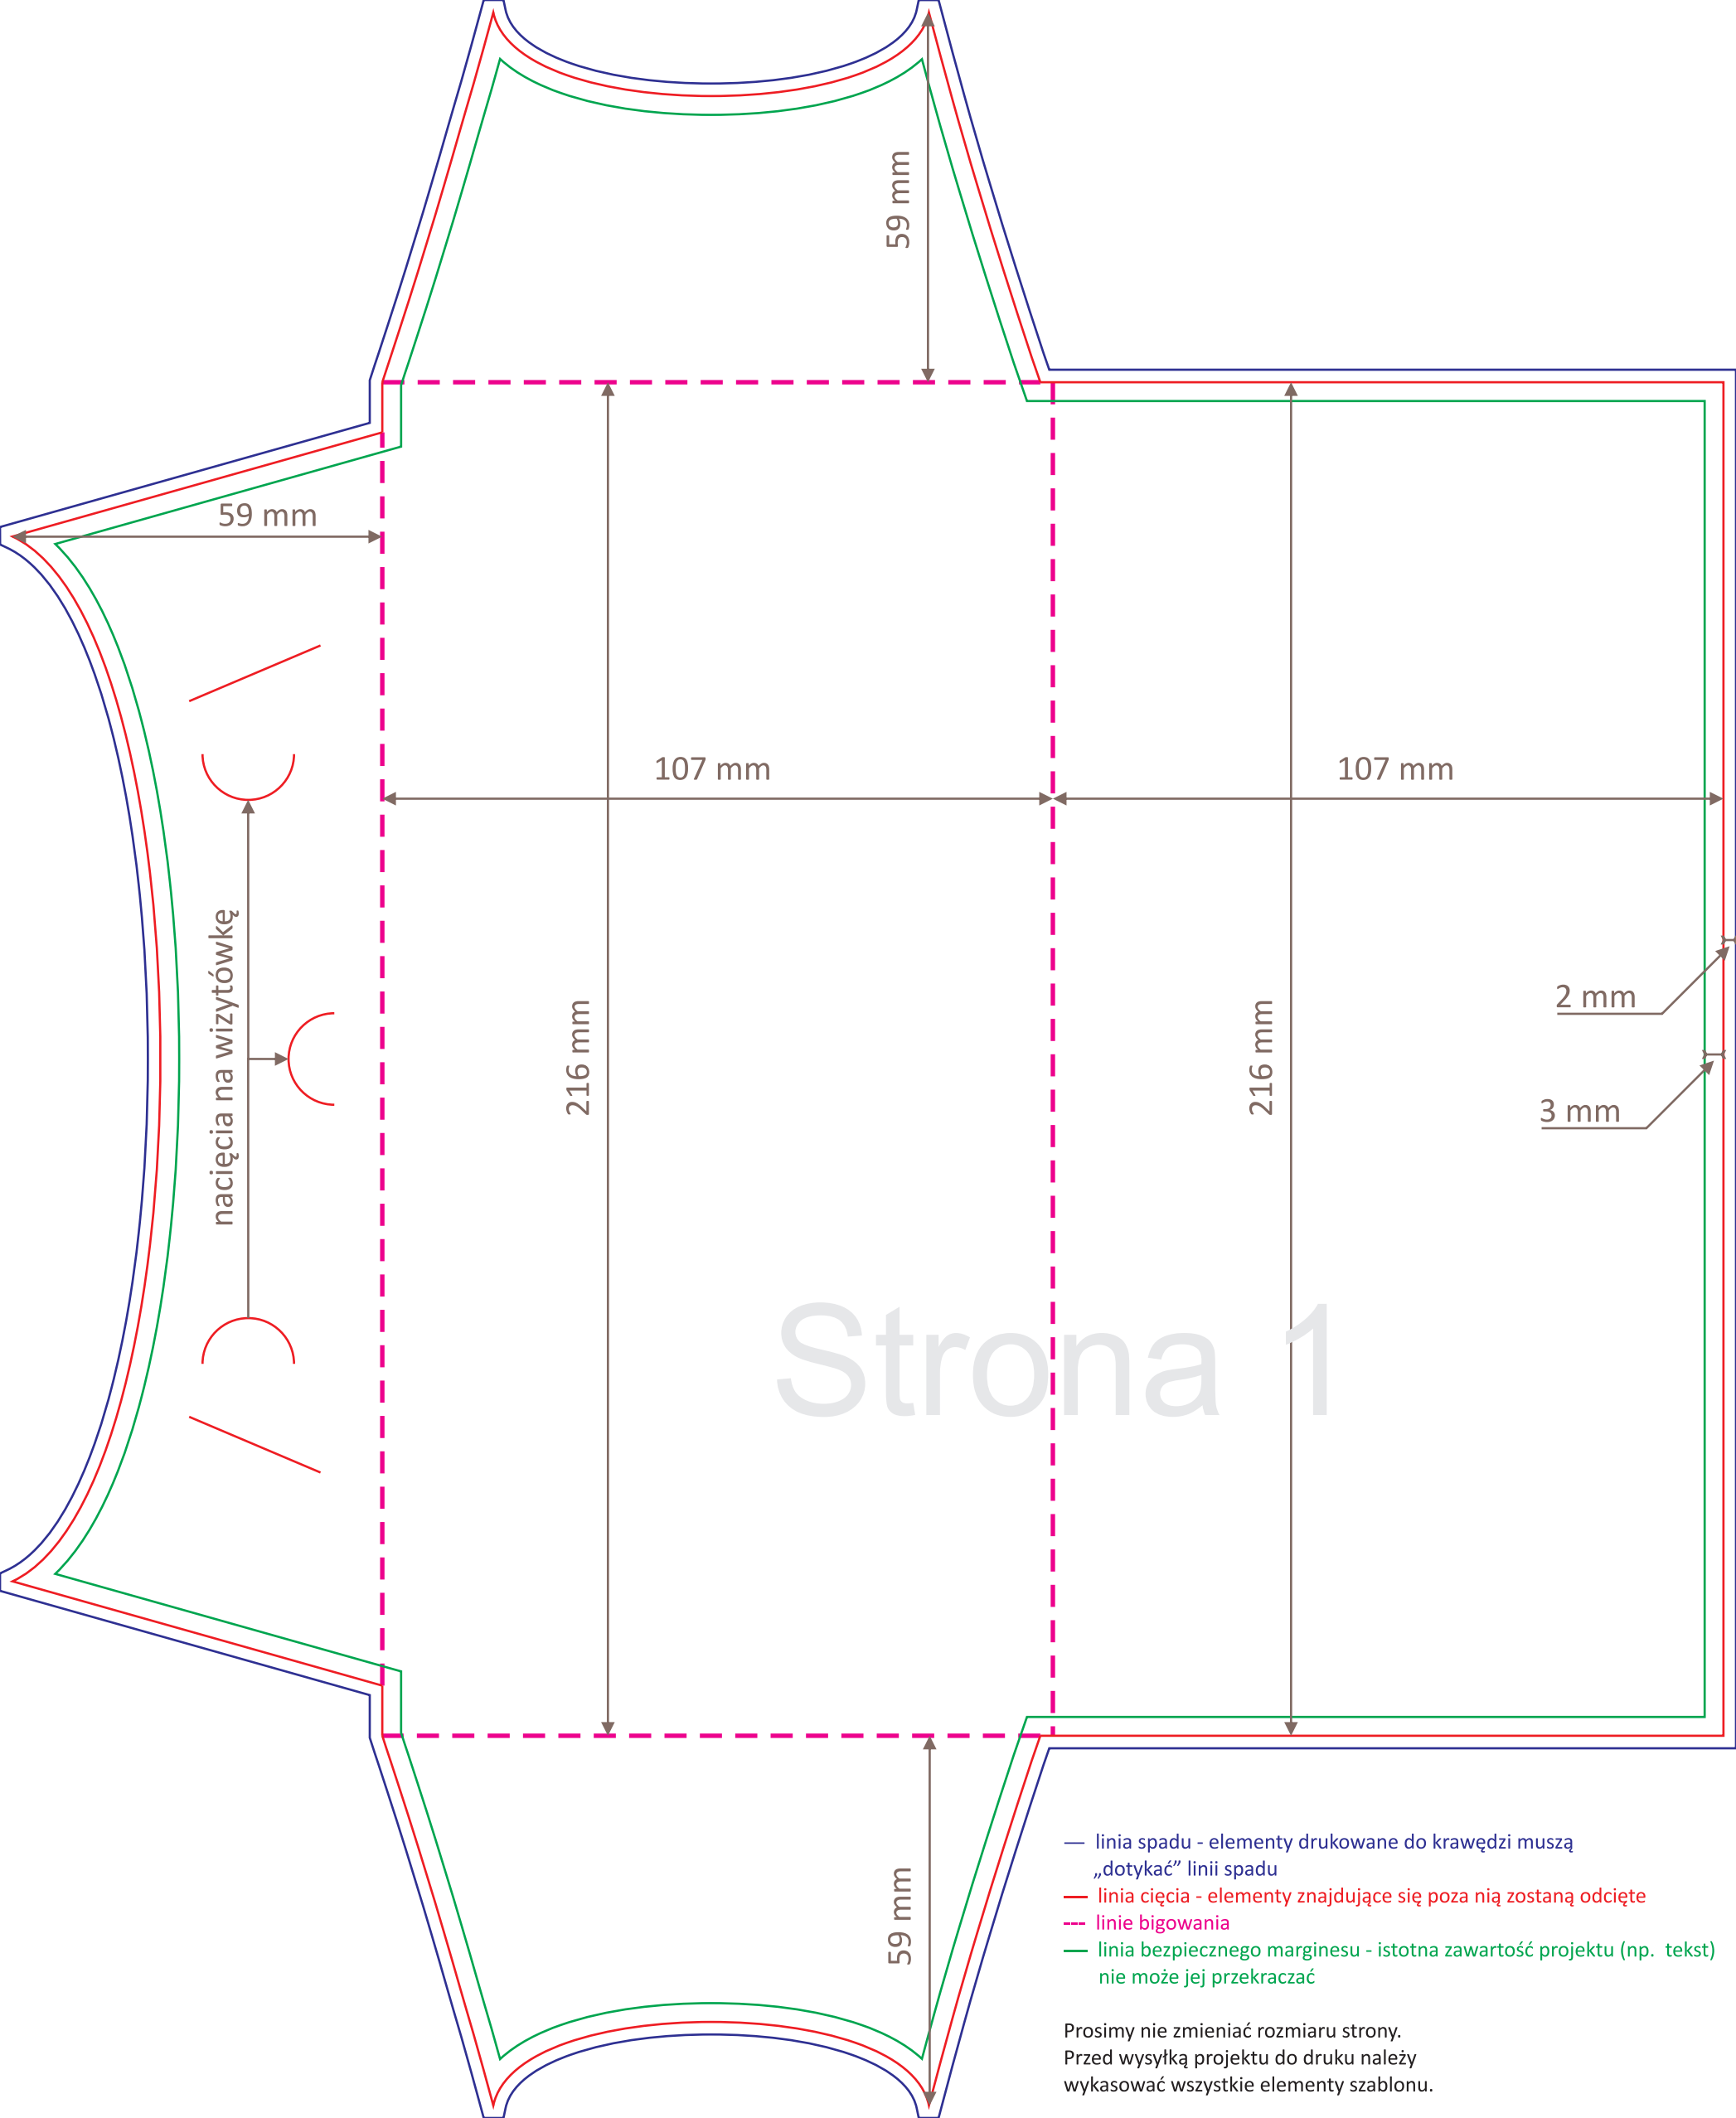 59 mm
59 mm
107 mm
107 mm
nacięcia na wizytówkę
216 mm
216 mm
2 mm
3 mm
Strona 1
59 mm
— linia spadu - elementy drukowane do krawędzi muszą
„dotykać” linii spadu
— linia cięcia - elementy znajdujące się poza nią zostaną odcięte
--- linie bigowania
— linia bezpiecznego marginesu - istotna zawartość projektu (np. tekst)
nie może jej przekraczać
Prosimy nie zmieniać rozmiaru strony.
Przed wysyłką projektu do druku należy
wykasować wszystkie elementy szablonu.